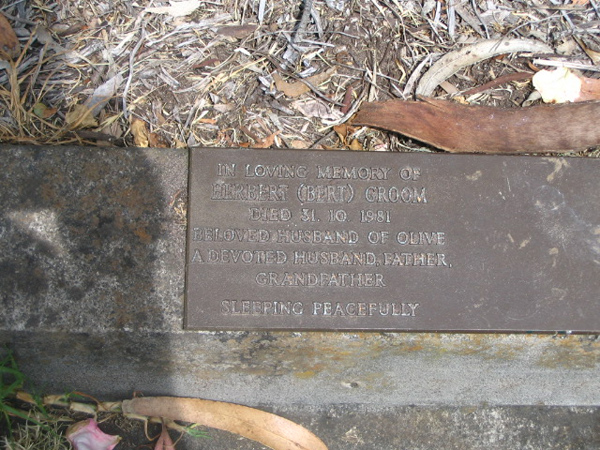 IN LOVING MEMORY OF
HERBERT (BERT) GROOM
DIED 31. 10. 1981
BELOVED HUSBAND OF OLIVE
A DEVOTED HUSBAND, FATHER,
GRANDFATHER
SLEEPING PEACEFULLY